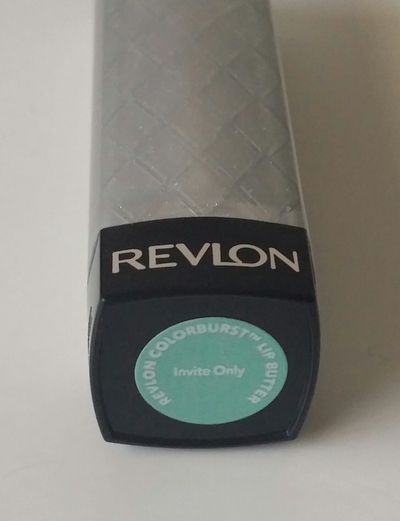 REVLON
REVLON COLORBURST™ LIP BUTTER
Invite Only